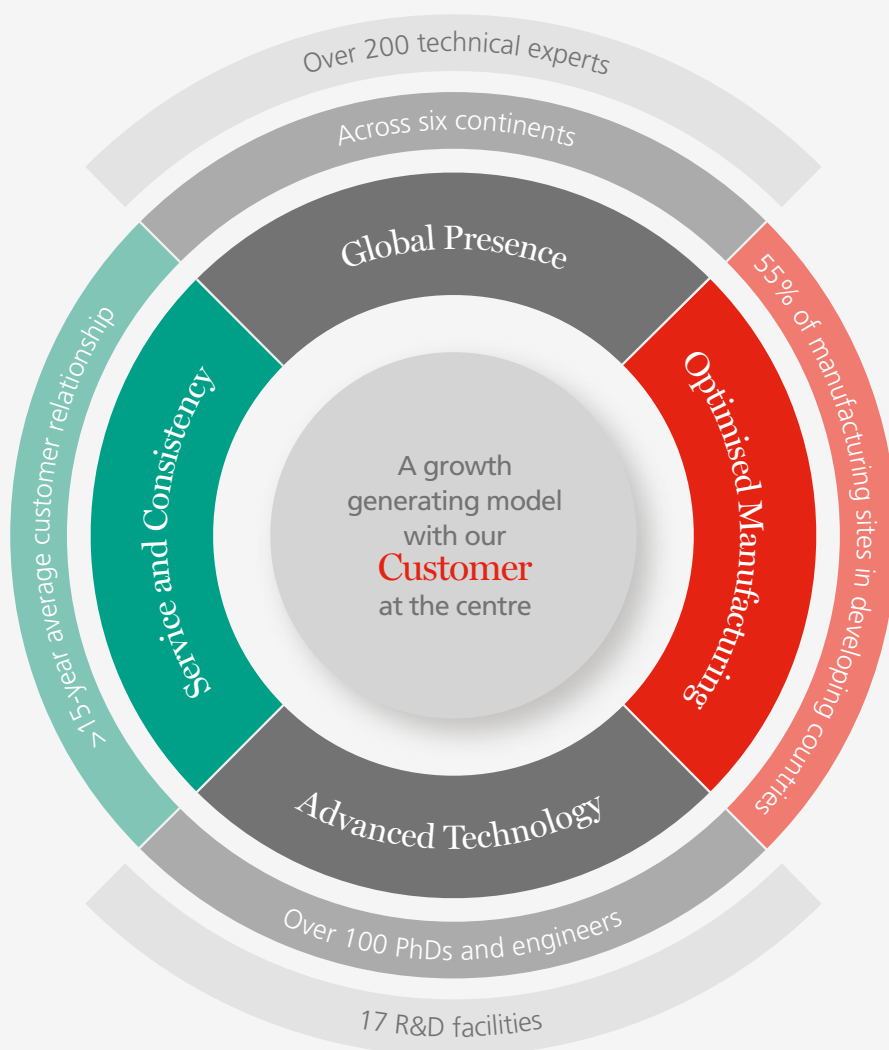 Over 200 technical experts
Across six continents
Global Presence
>15-year average customer relationship
Service and Consistency
A growth
generating model
with our
Customer
at the centre
Optimised Manufacturing
55% of manufacturing sites in developing countries
Advanced Technology
Over 100 PhDs and engineers
17 R&D facilities